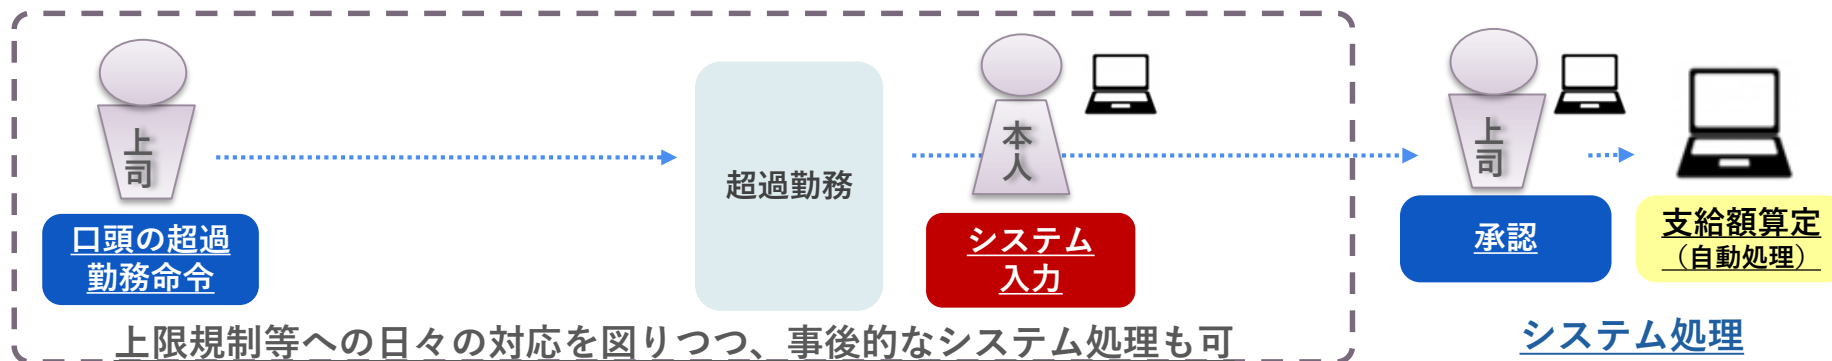 上司
口頭の超過
勤務命令
超過勤務
本人
システム
入力
上司
承認
支給額算定
（自動処理）
上限規制等への日々の対応を図りつつ、事後的なシステム処理も可
システム処理